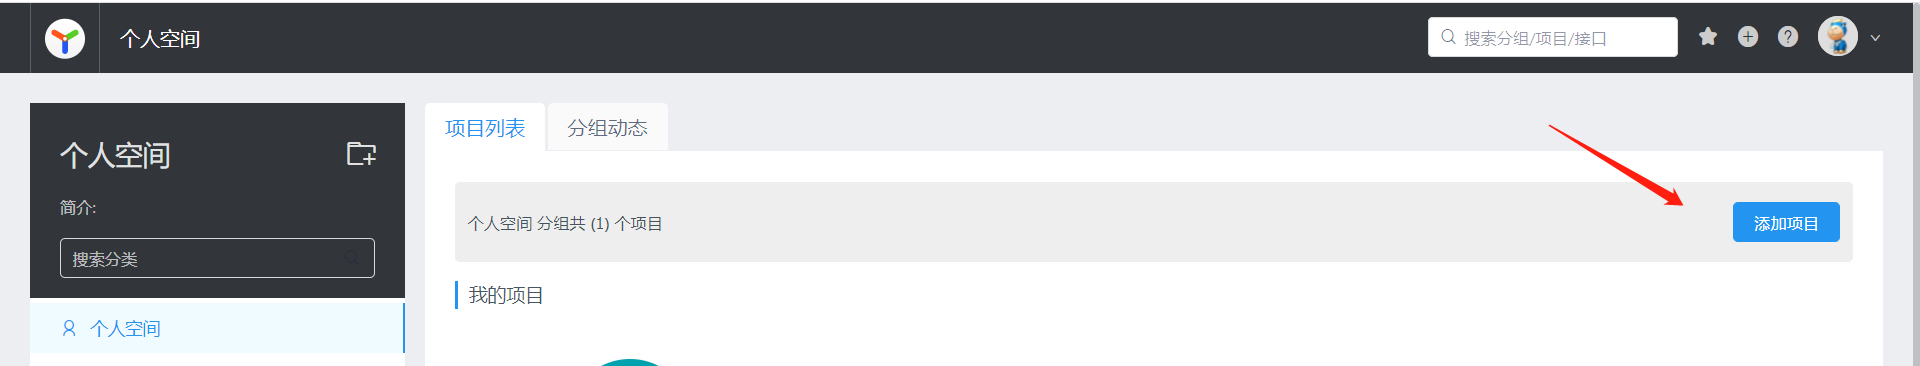 个人空间
搜索分组/项目/接口
个人空间
简介:
搜索分类
个人空间
项目列表
分组动态
个人空间 分组共 (1) 个项目
添加项目
我的项目